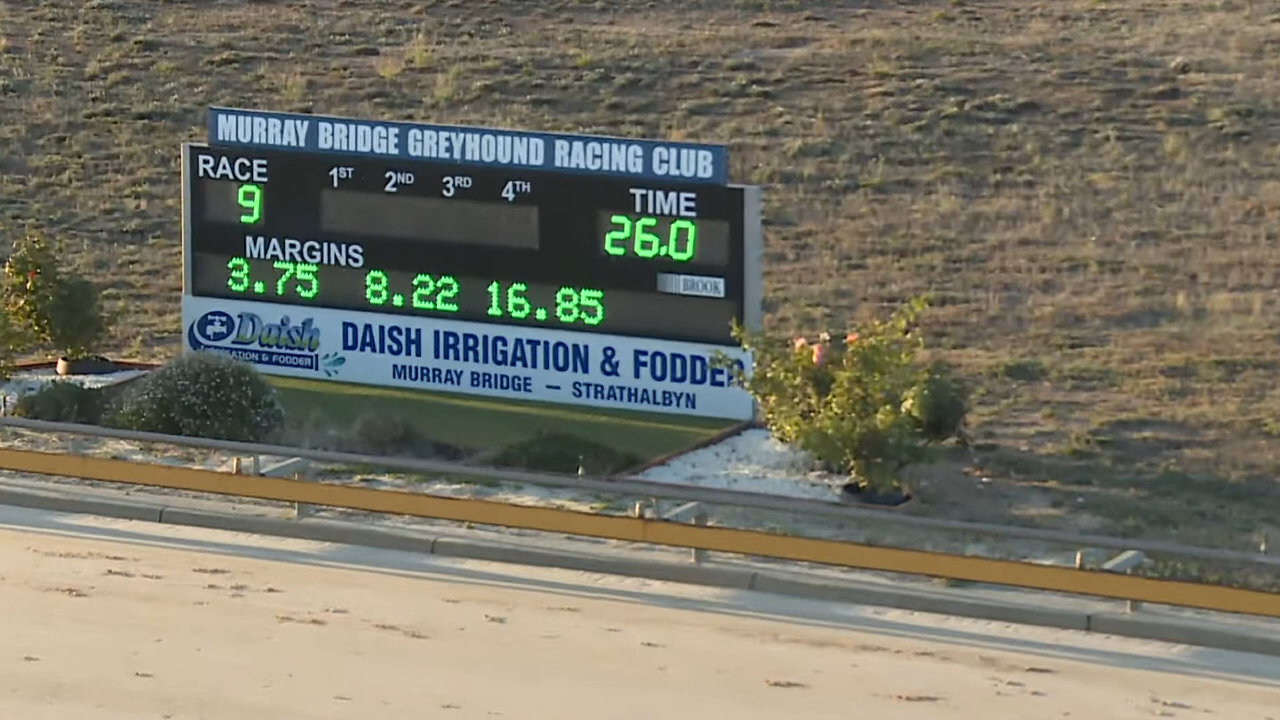 MURRAY BRIDGE GREYHOUND RACING CLUB
RACE 1ST 2ND 3RD 4TH TIME
9 26.0
MARGINS
3.75 8.22 16.85
BROOK
Daish
IRRIGATION & FODDER
DAISH IRRIGATION & FODDER
MURRAY BRIDGE — STRATHALBYN